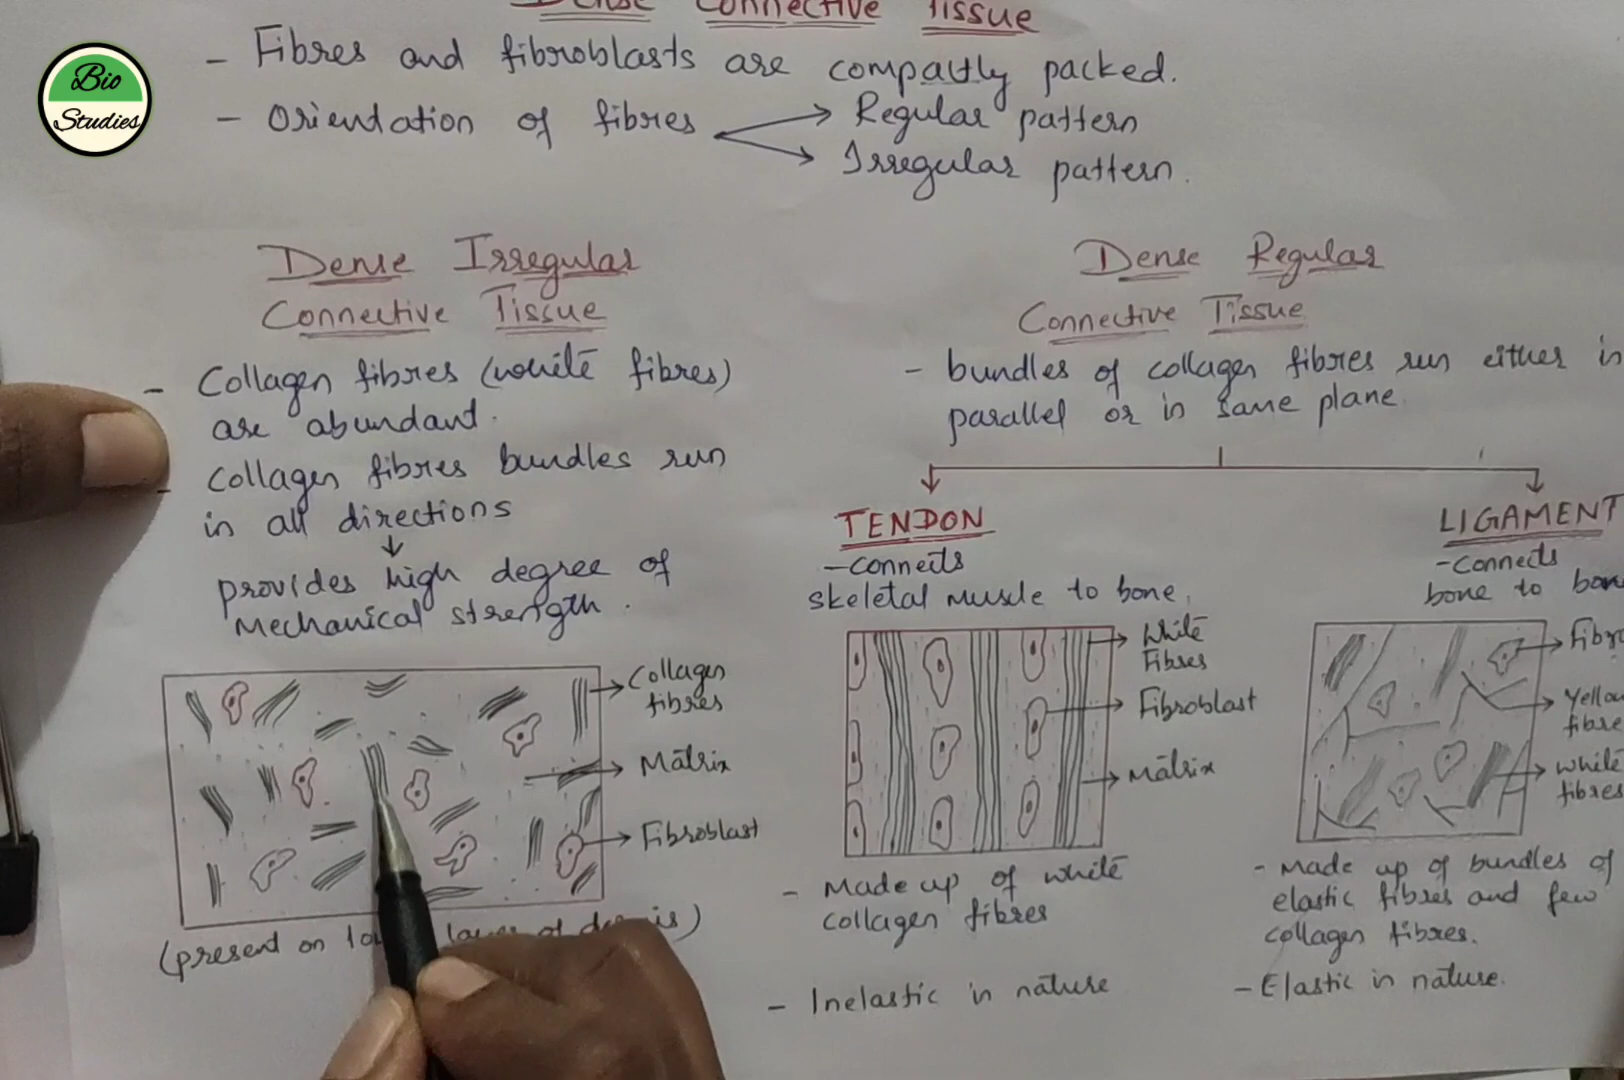 Dense Connective Tissue
Bio
Studies
- Fibres and fibroblasts are compactly packed.
- Orientation of fibres
Regular pattern
Irregular pattern.
Dense Irregular
Connective Tissue
- Collagen fibres (white fibres)
are abundant.
- Collagen fibres bundles run
in all directions
provides high degree of
Mechanical strength.
Collagen
fibres
Matrix
Fibroblast
(present on layer of
Dense Regular
Connective Tissue
- bundles of collagen fibres run either in
parallel or in same plane
TENDON
- Connects
skeletal muscle to bone.
White
Fibres
Fibroblast
Matrix
- Made up of white
collagen fibres
- Inelastic in nature
LIGAMENT
- Connects
bone to
fibre
white
fibres
- Made up of bundles of
elastic fibres and few
collagen fibres.
- Elastic in nature.